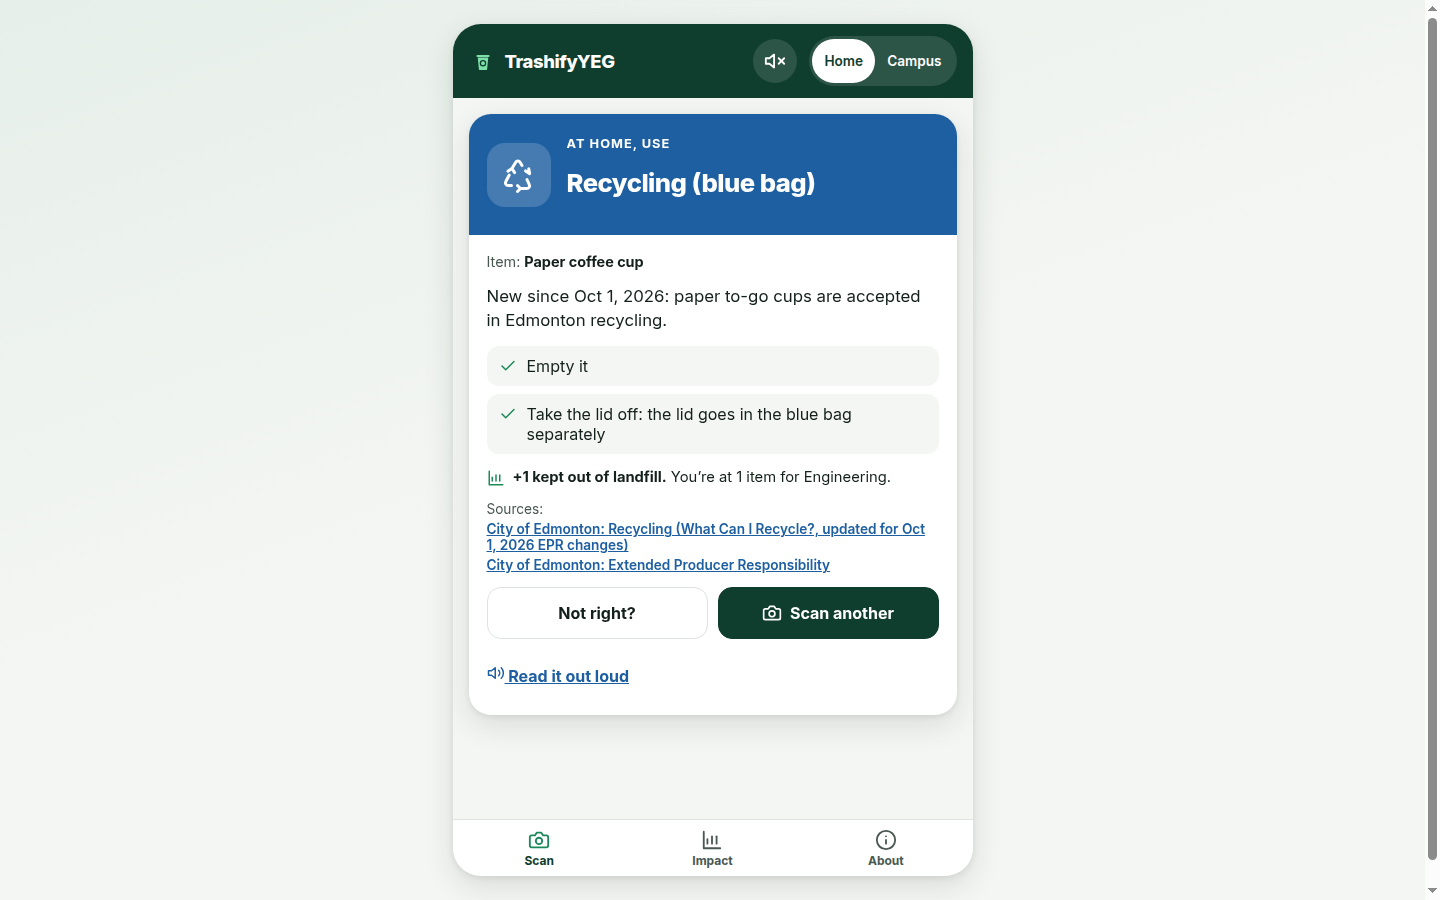 TrashifyYEG
Home
Campus
AT HOME, USE
Recycling (blue bag)
Item: Paper coffee cup
New since Oct 1, 2026: paper to-go cups are accepted
in Edmonton recycling.
Empty it
Take the lid off: the lid goes in the blue bag
separately
+1 kept out of landfill. You’re at 1 item for Engineering.
Sources:
City of Edmonton: Recycling (What Can I Recycle?, updated for Oct
1, 2026 EPR changes)
City of Edmonton: Extended Producer Responsibility
Not right?
Scan another
Read it out loud
Scan
Impact
About